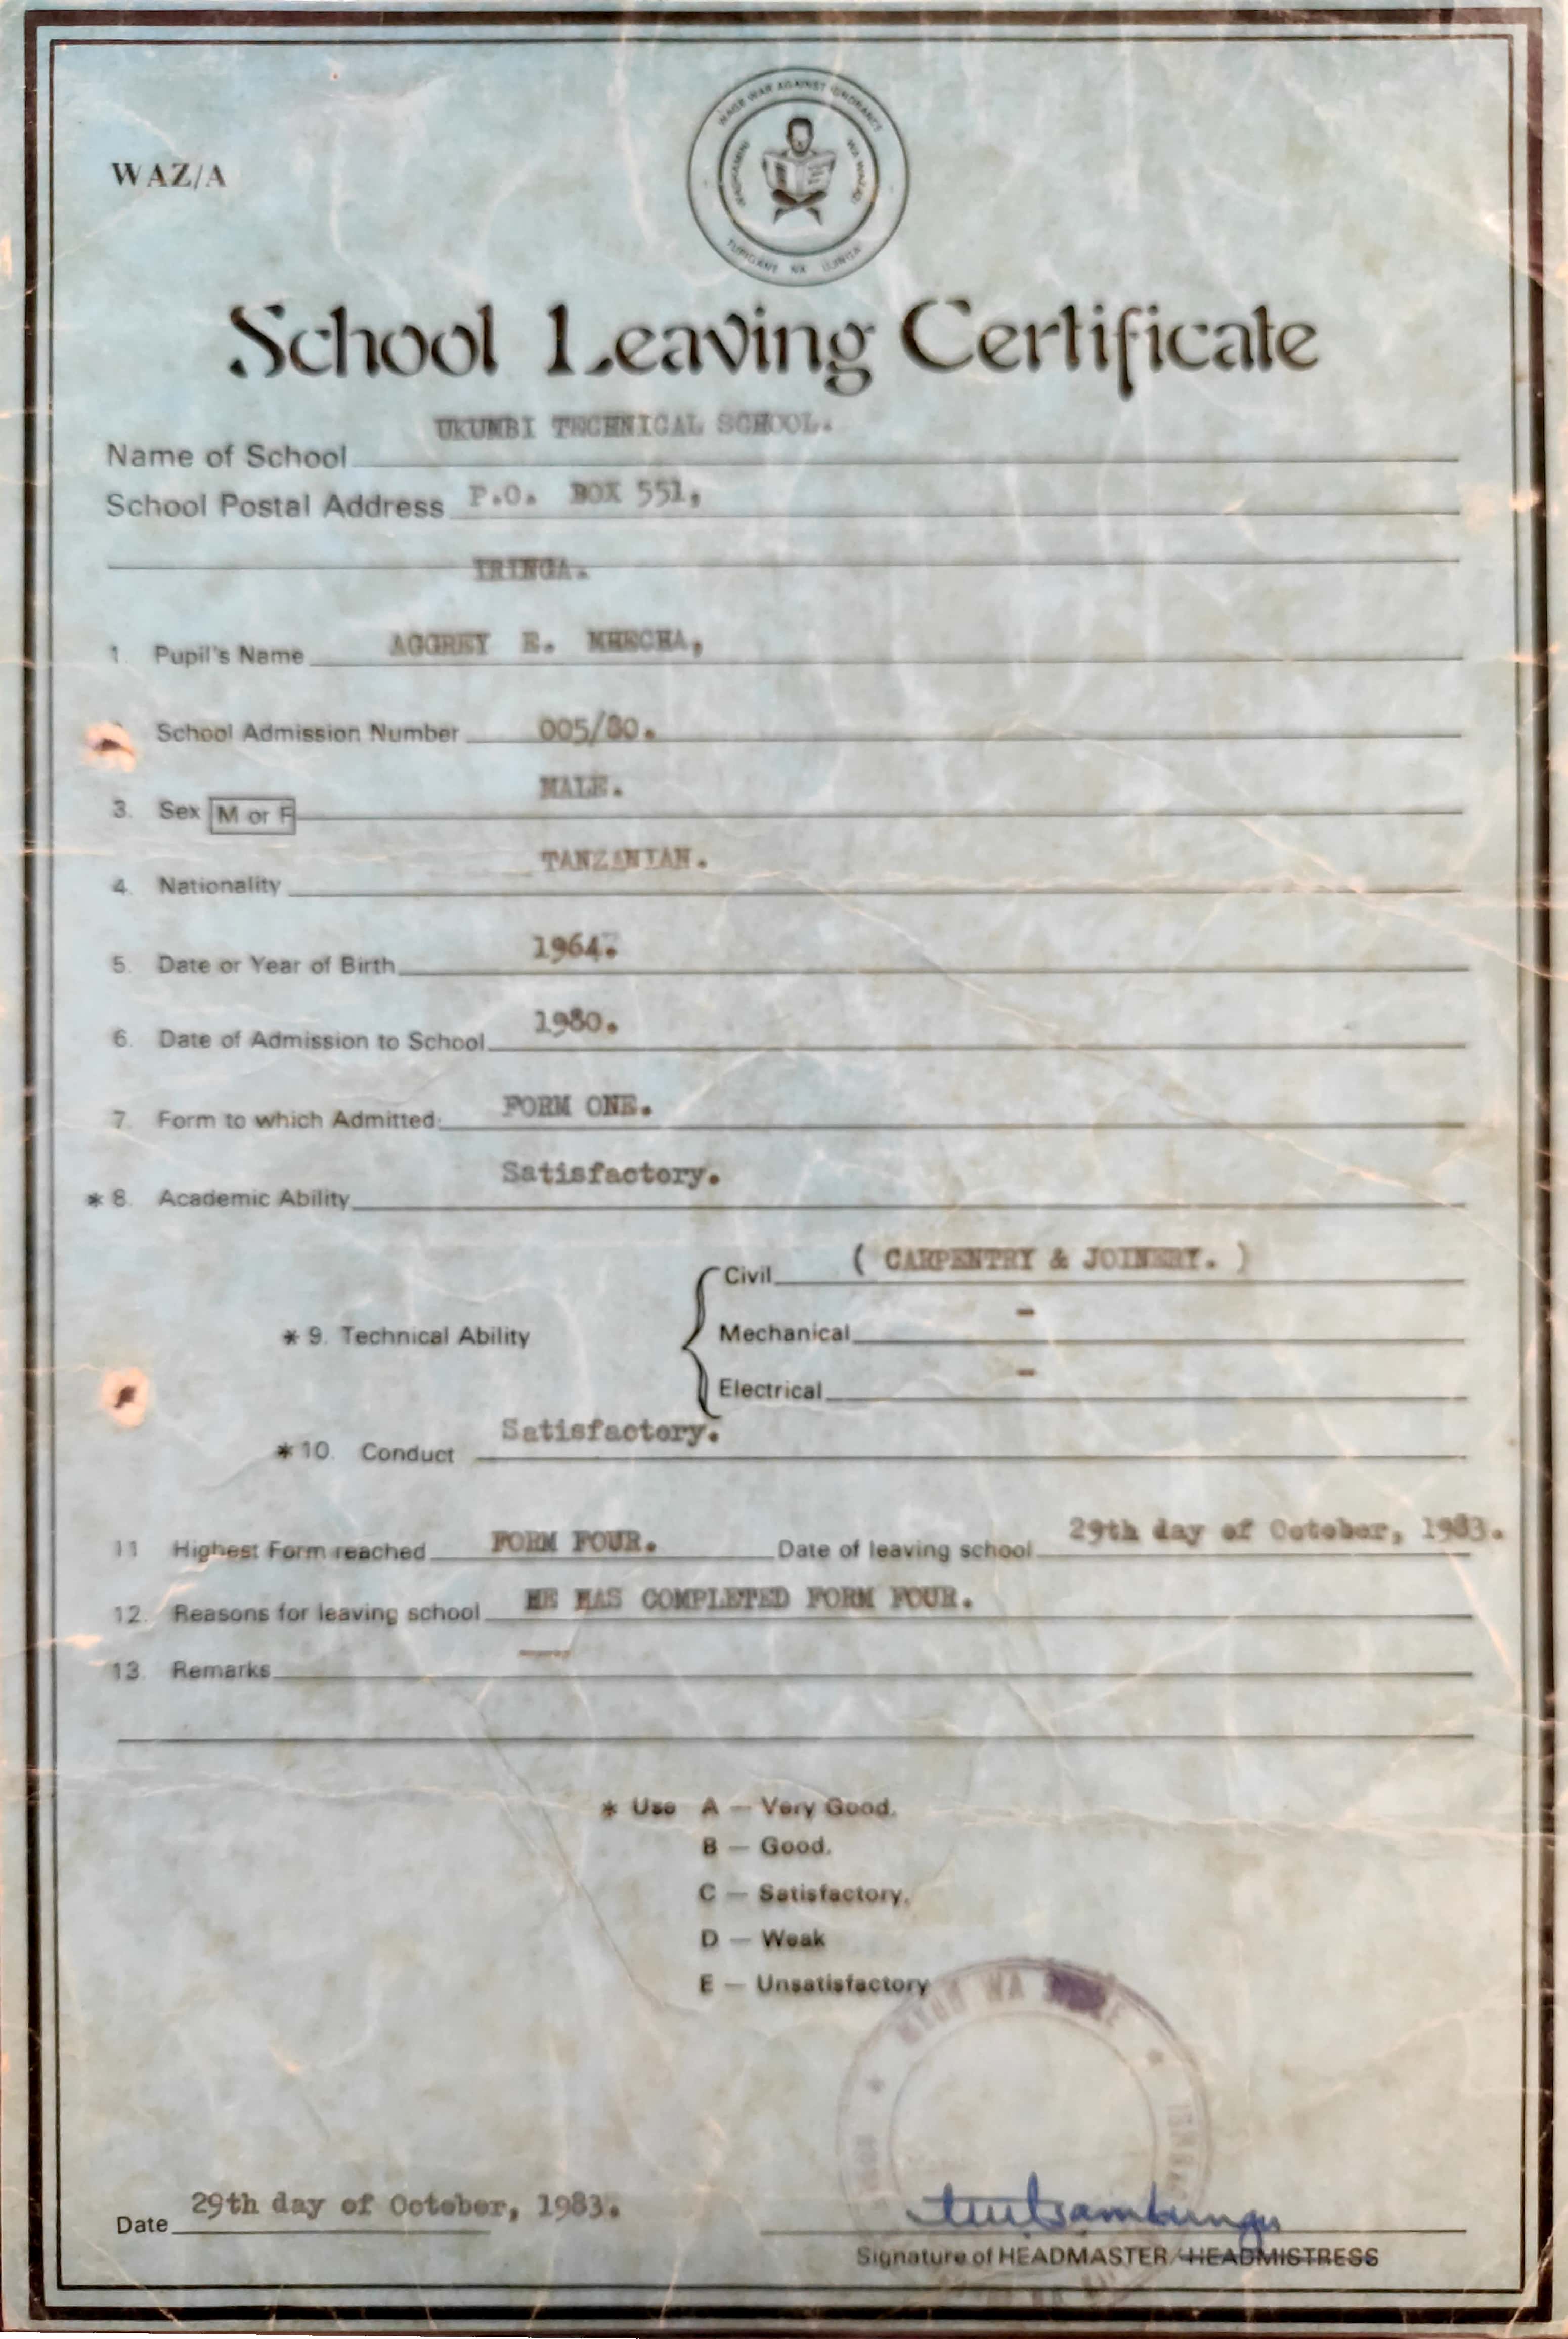 WAGE WAR AGAINST IGNORANCE
WAZ/A
TUPIGANE NA UJINGA
School Leaving Certificate
UKUMBI TECHNICAL SCHOOL.
Name of School
School Postal Address P.O. BOX 551,
IRINGA.
1. Pupil's Name AGGREY E. MHECHA,
School Admission Number 005/80.
MALE.
3. Sex M or F
TANZANIAN.
4. Nationality
5. Date or Year of Birth 1964.
6. Date of Admission to School 1980.
7. Form to which Admitted: FORM ONE.
* 8. Academic Ability Satisfactory.
Civil ( CARPENTRY & JOINERY. )
* 9. Technical Ability
Mechanical -
Electrical -
* 10. Conduct Satisfactory.
11 Highest Form reached FORM FOUR. Date of leaving school 29th day of October, 1983.
12. Reasons for leaving school HE HAS COMPLETED FORM FOUR.
13. Remarks —
* Use A — Very Good.
B — Good.
C — Satisfactory.
D — Weak
E — Unsatisfactory
Date 29th day of October, 1983.
Signature of HEADMASTER/HEADMISTRESS